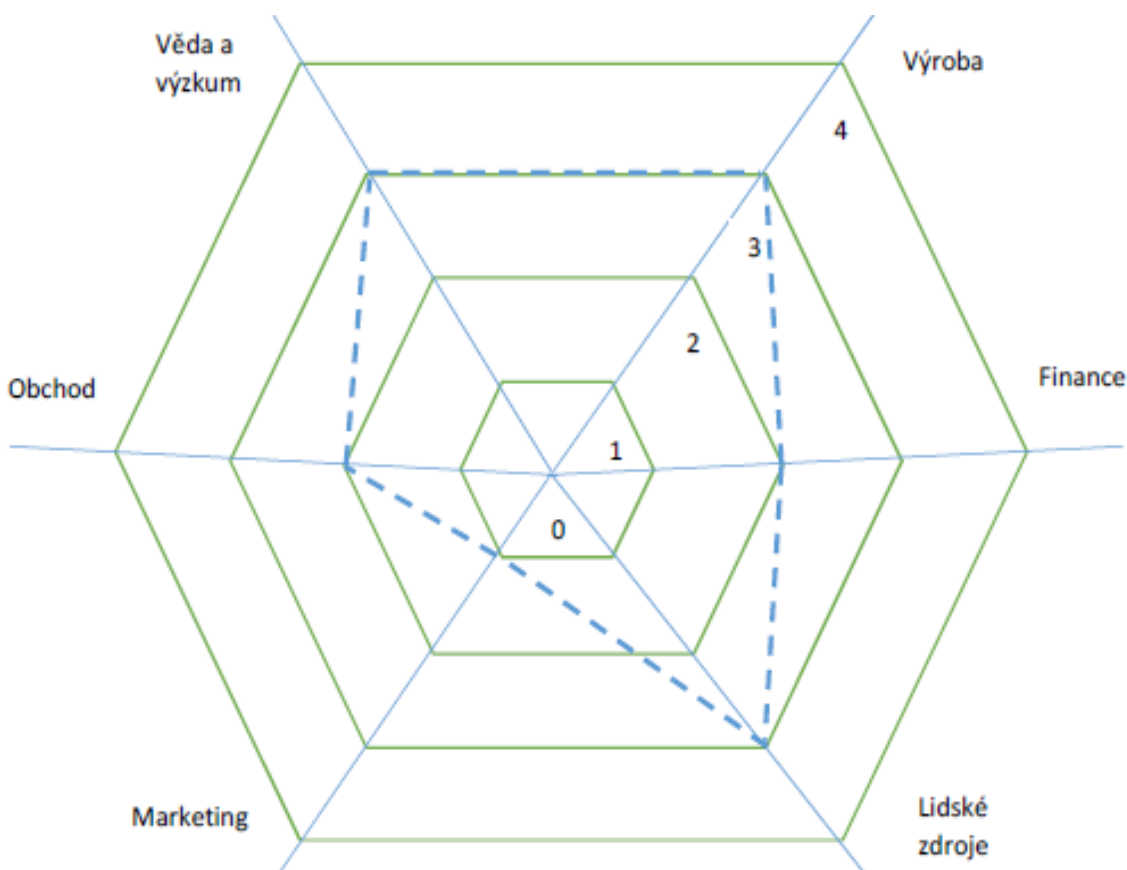 Věda a
výzkum
Výroba
4
3
2
Finance
Obchod
1
0
Marketing
Lidské
zdroje